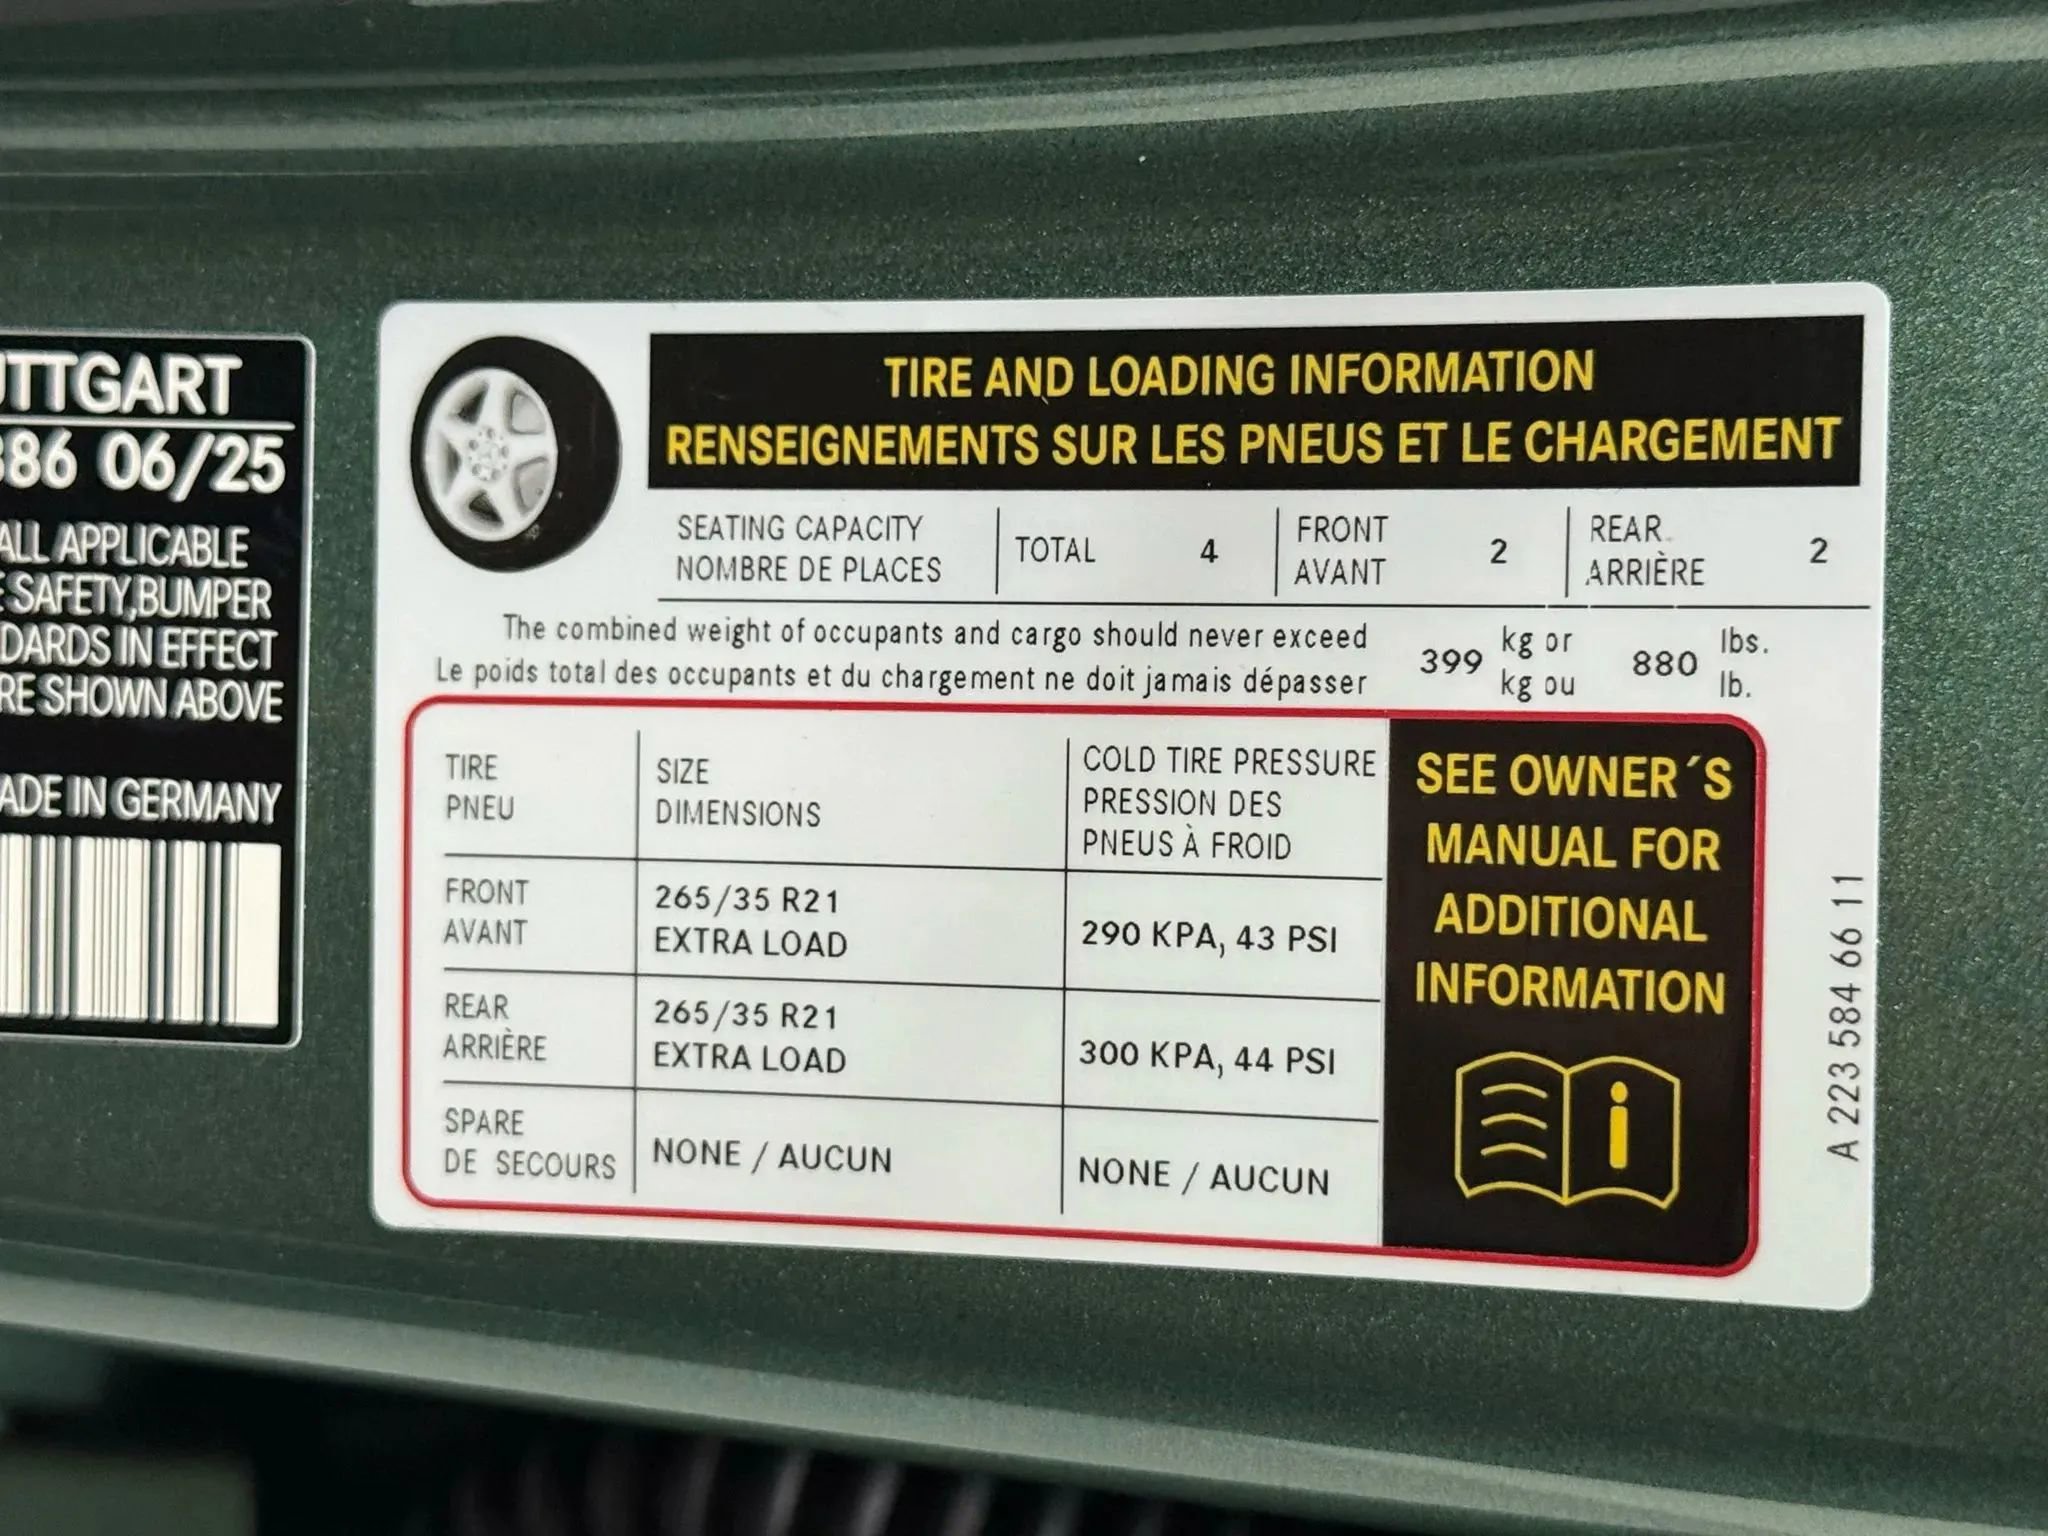 UTTGART
386 06/25
ALL APPLICABLE
SAFETY,BUMPER
DARDS IN EFFECT
RE SHOWN ABOVE
ADE IN GERMANY
TIRE AND LOADING INFORMATION
RENSEIGNEMENTS SUR LES PNEUS ET LE CHARGEMENT
SEATING CAPACITY
NOMBRE DE PLACES
TOTAL 4
FRONT
AVANT
2
REAR
ARRIÈRE
2
The combined weight of occupants and cargo should never exceed
Le poids total des occupants et du chargement ne doit jamais dépasser
399
kg or
kg ou
880
lbs.
lb.
TIRE
PNEU
SIZE
DIMENSIONS
COLD TIRE PRESSURE
PRESSION DES
PNEUS À FROID
FRONT
AVANT
265/35 R21
EXTRA LOAD
290 KPA, 43 PSI
REAR
ARRIÈRE
265/35 R21
EXTRA LOAD
300 KPA, 44 PSI
SPARE
DE SECOURS
NONE / AUCUN
NONE / AUCUN
SEE OWNER´S
MANUAL FOR
ADDITIONAL
INFORMATION
A 223 584 66 11